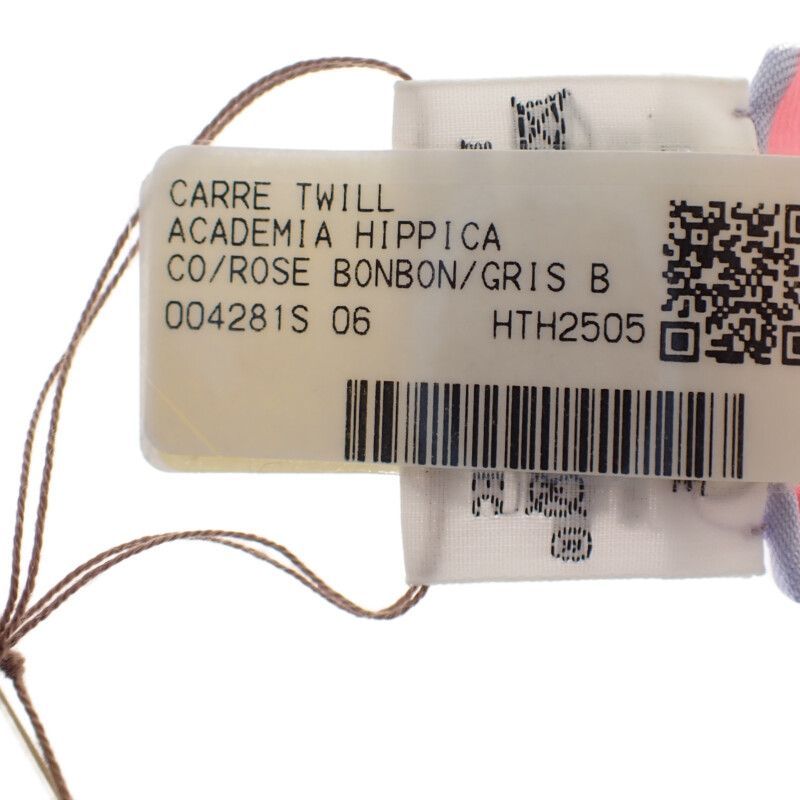 CARRE TWILL
ACADEMIA HIPPICA
CO/ROSE BONBON/GRIS B
004281S 06 HTH2505